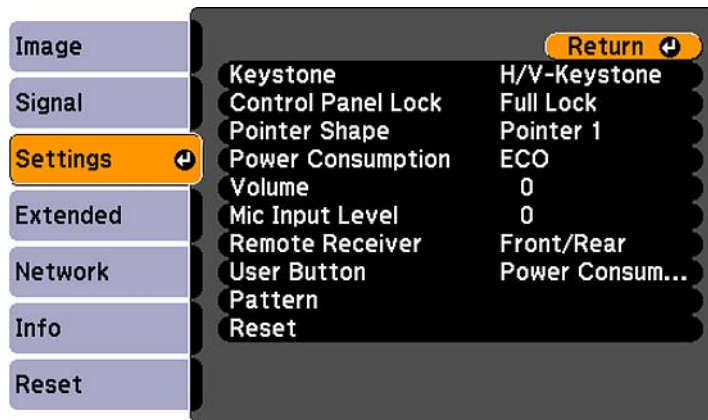 Image
Signal
Settings
Extended
Network
Info
Reset
Return
Keystone H/V-Keystone
Control Panel Lock Full Lock
Pointer Shape Pointer 1
Power Consumption ECO
Volume 0
Mic Input Level 0
Remote Receiver Front/Rear
User Button Power Consum...
Pattern
Reset